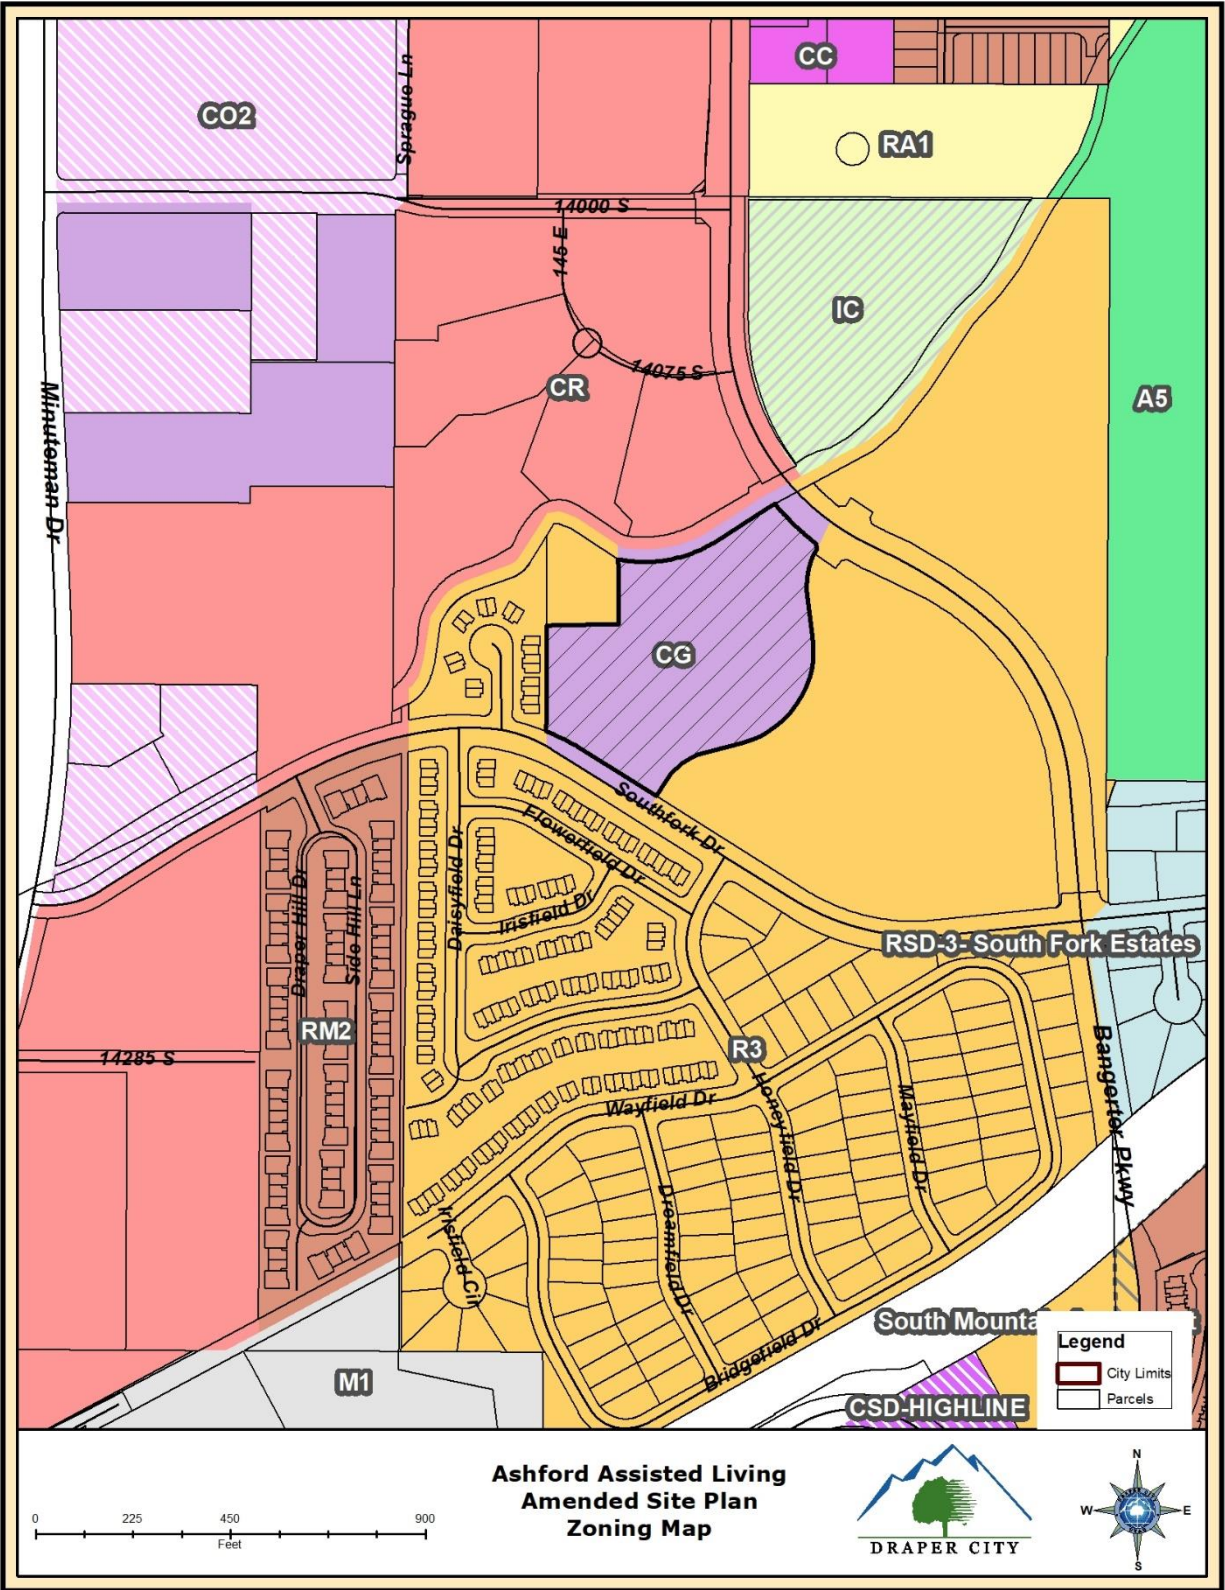 CC
CO2
Sprague Ln
RA1
14000 S
145 E
IC
14075 S
CR
A5
Minuteman Dr
CG
Southfork Dr
Flowerfield Dr
Daisyfield Dr
Irisfield Dr
Draper Hill Dr
Side Hill Ln
RSD-3- South Fork Estates
RM2
R3
14285 S
Bangerter Pkwy
Wayfield Dr
Honeyfield Dr
Mayfield Dr
Dreamfield Dr
Irisfield Cir
South Mounta
Bridgefield Dr
M1
CSD-HIGHLINE
Legend
City Limits
Parcels
Ashford Assisted Living
Amended Site Plan
Zoning Map
0 225 450 900
Feet
DRAPER CITY
N
W E
S